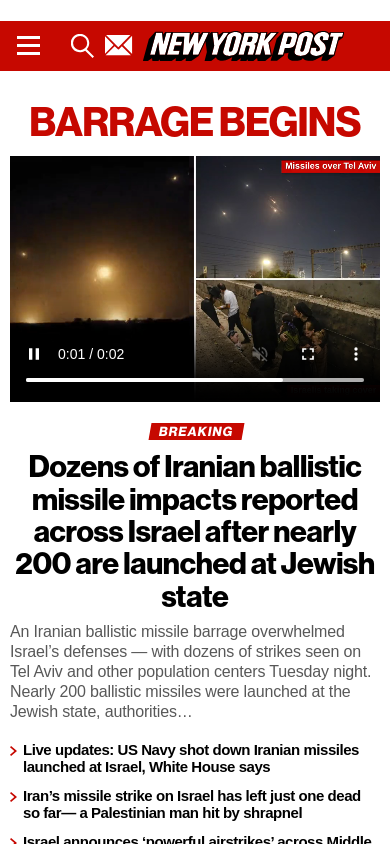 NEW YORK POST
BARRAGE BEGINS
Missiles over Tel Aviv
0:01 / 0:02
BREAKING
Dozens of Iranian ballistic
missile impacts reported
across Israel after nearly
200 are launched at Jewish
state
An Iranian ballistic missile barrage overwhelmed
Israel’s defenses — with dozens of strikes seen on
Tel Aviv and other population centers Tuesday night.
Nearly 200 ballistic missiles were launched at the
Jewish state, authorities…
Live updates: US Navy shot down Iranian missiles
launched at Israel, White House says
Iran’s missile strike on Israel has left just one dead
so far— a Palestinian man hit by shrapnel
Israel announces ‘powerful airstrikes’ across Middle